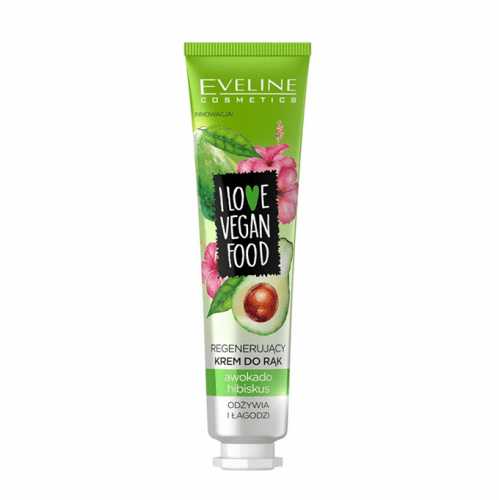 EVELINE
COSMETICS
INNOWACJA!
I LOVE
VEGAN
FOOD
REGENERUJĄCY
KREM DO RĄK
awokado
hibiskus
ODŻYWIA
I ŁAGODZI